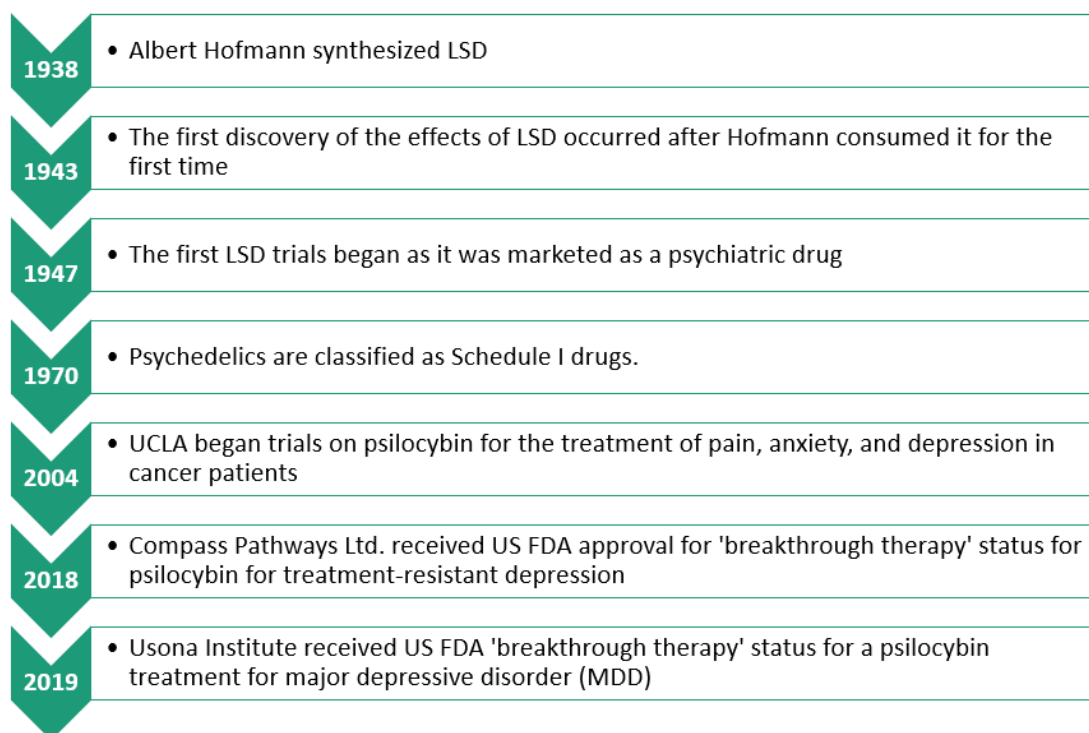 1938
• Albert Hofmann synthesized LSD
1943
• The first discovery of the effects of LSD occurred after Hofmann consumed it for the
first time
1947
• The first LSD trials began as it was marketed as a psychiatric drug
1970
• Psychedelics are classified as Schedule I drugs.
2004
• UCLA began trials on psilocybin for the treatment of pain, anxiety, and depression in
cancer patients
2018
• Compass Pathways Ltd. received US FDA approval for 'breakthrough therapy' status for
psilocybin for treatment-resistant depression
2019
• Usona Institute received US FDA 'breakthrough therapy' status for a psilocybin
treatment for major depressive disorder (MDD)